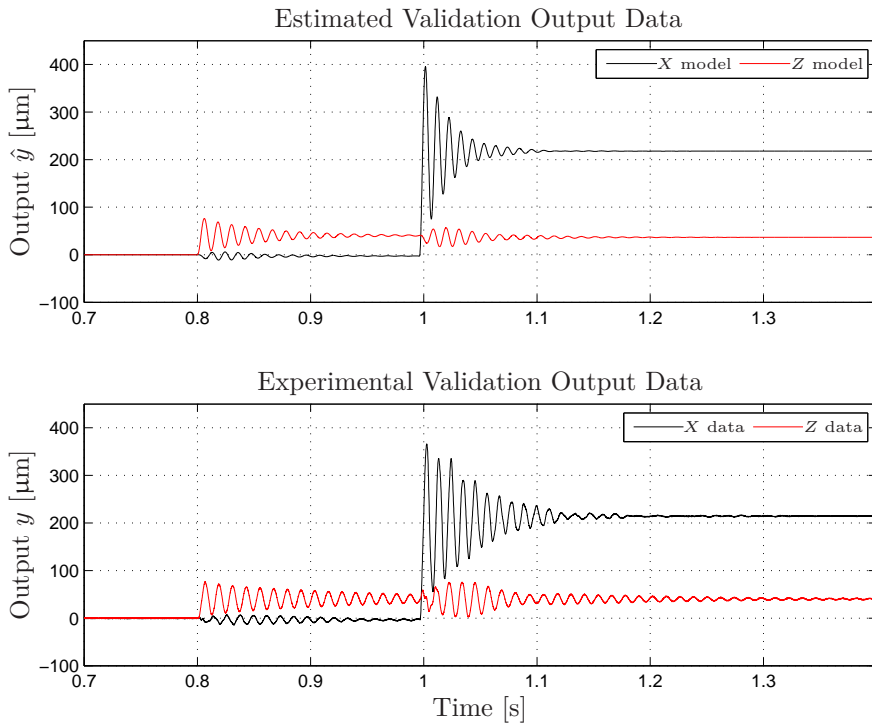 Estimated Validation Output Data
400
300
200
100
0
−100
Output ŷ [µm]
X model
Z model
0.7
0.8
0.9
1
1.1
1.2
1.3
Experimental Validation Output Data
400
300
200
100
0
−100
Output y [µm]
X data
Z data
0.7
0.8
0.9
1
1.1
1.2
1.3
Time [s]